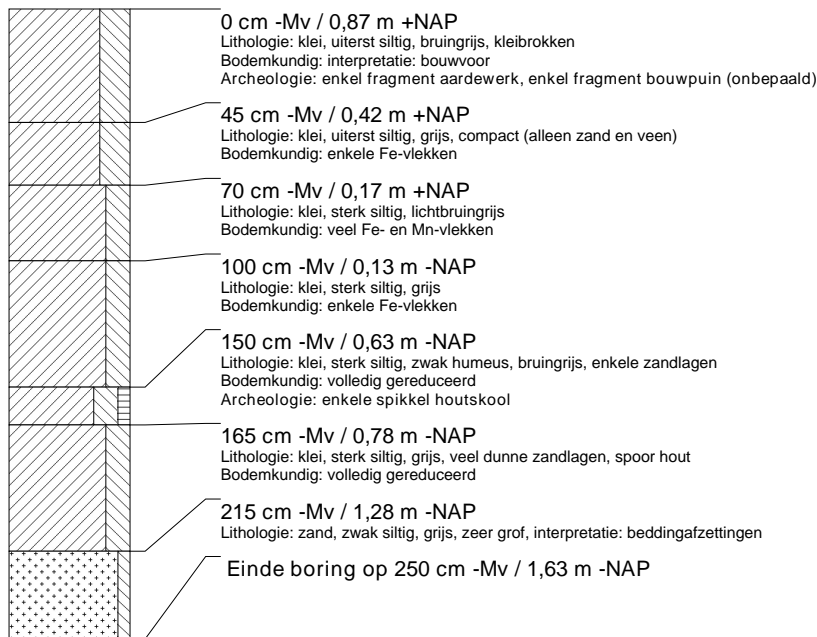 0 cm -Mv / 0,87 m +NAP
Lithologie: klei, uiterst siltig, bruingrijs, kleibrokken
Bodemkundig: interpretatie: bouwvoor
Archeologie: enkel fragment aardewerk, enkel fragment bouwpuin (onbepaald)
45 cm -Mv / 0,42 m +NAP
Lithologie: klei, uiterst siltig, grijs, compact (alleen zand en veen)
Bodemkundig: enkele Fe-vlekken
70 cm -Mv / 0,17 m +NAP
Lithologie: klei, sterk siltig, lichtbruingrijs
Bodemkundig: veel Fe- en Mn-vlekken
100 cm -Mv / 0,13 m -NAP
Lithologie: klei, sterk siltig, grijs
Bodemkundig: enkele Fe-vlekken
150 cm -Mv / 0,63 m -NAP
Lithologie: klei, sterk siltig, zwak humeus, bruingrijs, enkele zandlagen
Bodemkundig: volledig gereduceerd
Archeologie: enkele spikkel houtskool
165 cm -Mv / 0,78 m -NAP
Lithologie: klei, sterk siltig, grijs, veel dunne zandlagen, spoor hout
Bodemkundig: volledig gereduceerd
215 cm -Mv / 1,28 m -NAP
Lithologie: zand, zwak siltig, grijs, zeer grof, interpretatie: beddingafzettingen
Einde boring op 250 cm -Mv / 1,63 m -NAP